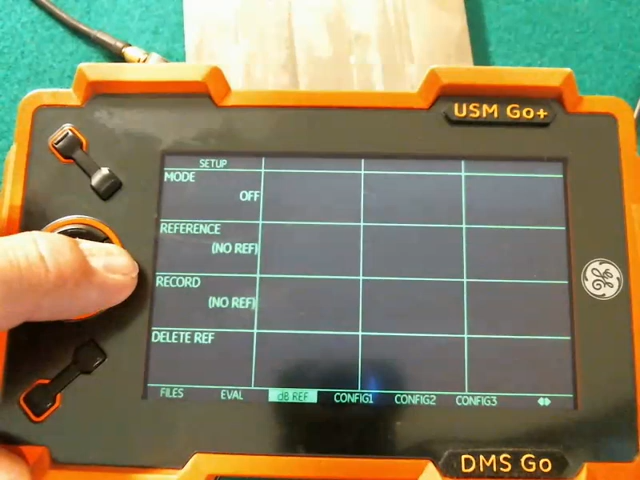 USM Go+
SETUP
MODE
OFF
REFERENCE
(NO REF)
RECORD
(NO REF)
DELETE REF
FILES EVAL dB REF CONFIG1 CONFIG2 CONFIG3
GE
DMS Go